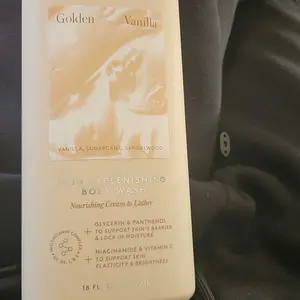 Golden Vanilla
VANILLA, SUGARCANE, SANDALWOOD
REPLENISHING
BODY WASH
Nourishing Cream to Lather
+ GLYCERIN & PANTHENOL
TO SUPPORT SKIN'S BARRIER
& LOCK IN MOISTURE
+ NIACINAMIDE & VITAMIN C
TO SUPPORT SKIN
ELASTICITY & BRIGHTNESS
18 FL